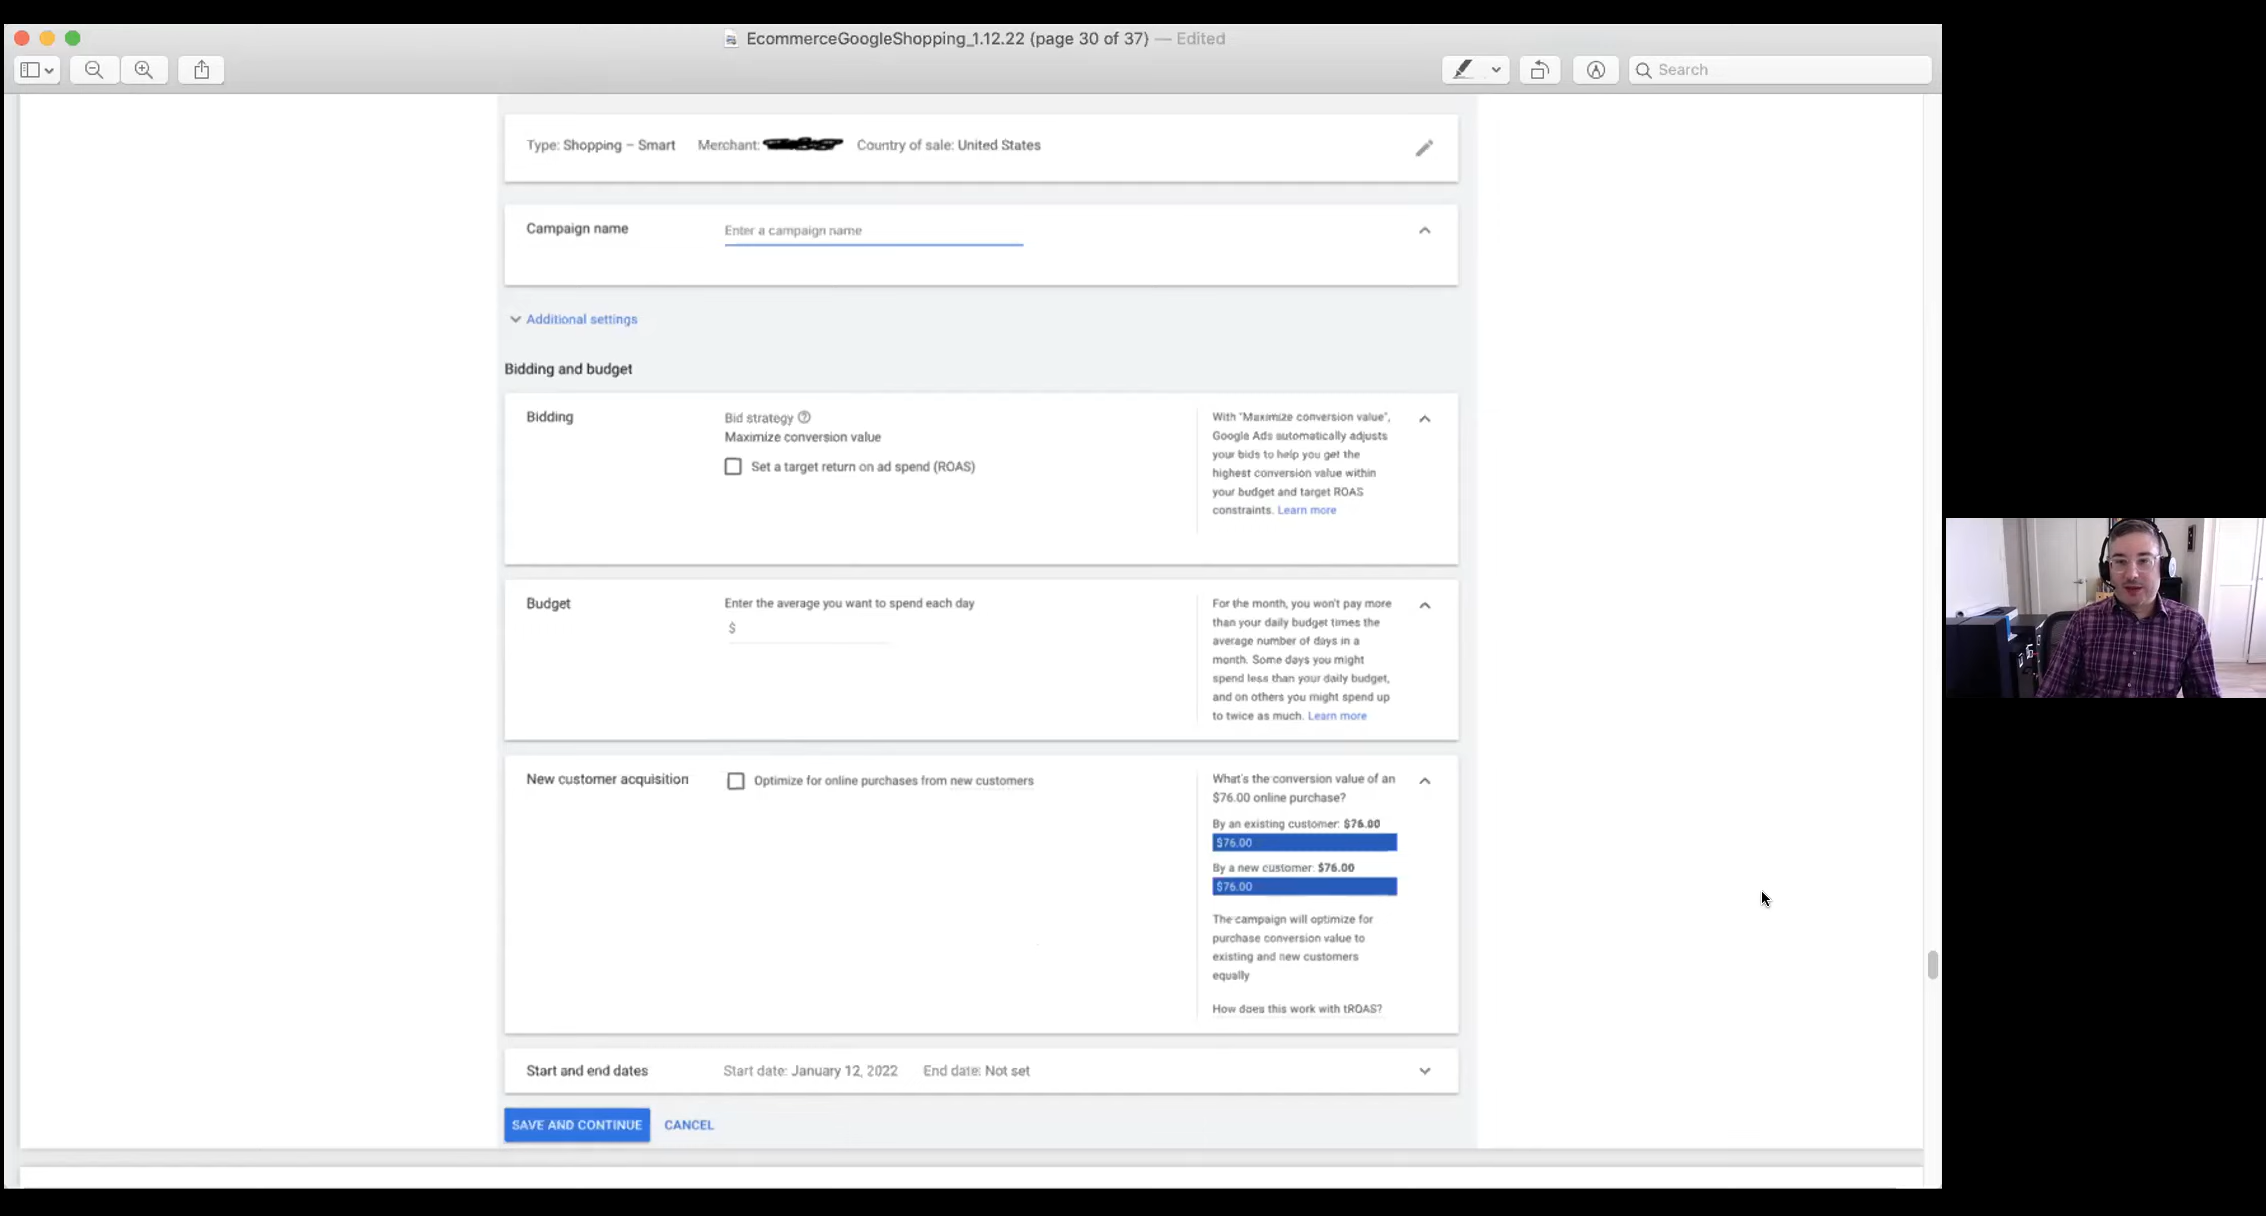 EcommerceGoogleShopping_1.12.22 (page 30 of 37) — Edited
Search
Type: Shopping – Smart Merchant: Country of sale: United States
Campaign name
Enter a campaign name
Additional settings
Bidding and budget
Bidding
Bid strategy
Maximize conversion value
Set a target return on ad spend (ROAS)
With "Maximize conversion value",
Google Ads automatically adjusts
your bids to help you get the
highest conversion value within
your budget and target ROAS
constraints. Learn more
Budget
Enter the average you want to spend each day
$
For the month, you won't pay more
than your daily budget times the
average number of days in a
month. Some days you might
spend less than your daily budget,
and on others you might spend up
to twice as much. Learn more
New customer acquisition
Optimize for online purchases from new customers
What's the conversion value of an
$76.00 online purchase?
By an existing customer: $76.00
$76.00
By a new customer: $76.00
$76.00
The campaign will optimize for
purchase conversion value to
existing and new customers
equally
How does this work with tROAS?
Start and end dates
Start date: January 12, 2022 End date: Not set
SAVE AND CONTINUE
CANCEL